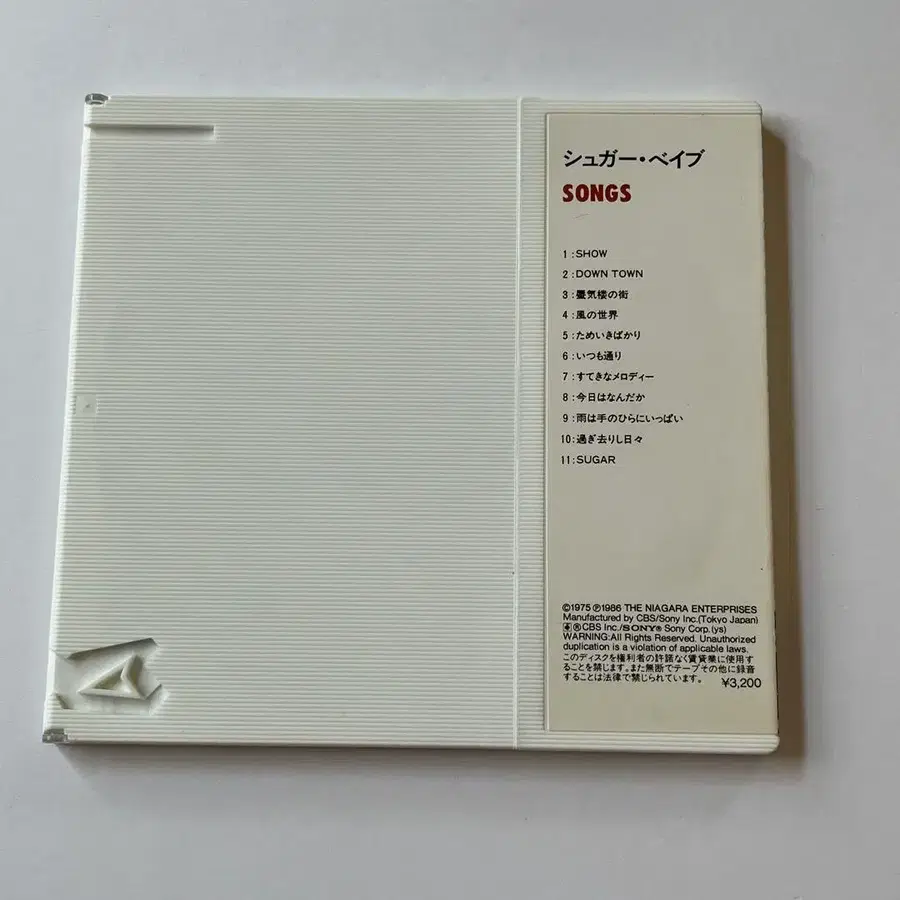 シュガー・ベイブ
SONGS
1:SHOW
2:DOWN TOWN
3:蜃気楼の街
4:風の世界
5:ためいきばかり
6:いつも通り
7:すてきなメロディー
8:今日はなんだか
9:雨は手のひらにいっぱい
10:過ぎ去りし日々
11:SUGAR
©1975 ℗1986 THE NIAGARA ENTERPRISES
Manufactured by CBS/Sony Inc.(Tokyo Japan)
®CBS Inc./SONY® Sony Corp.(ys)
WARNING:All Rights Reserved. Unauthorized
duplication is a violation of applicable laws.
このディスクを権利者の許諾なく賃貸業に使用す
ることを禁じます。また無断でテープその他に録音
することは法律で禁じられています。 ¥3,200